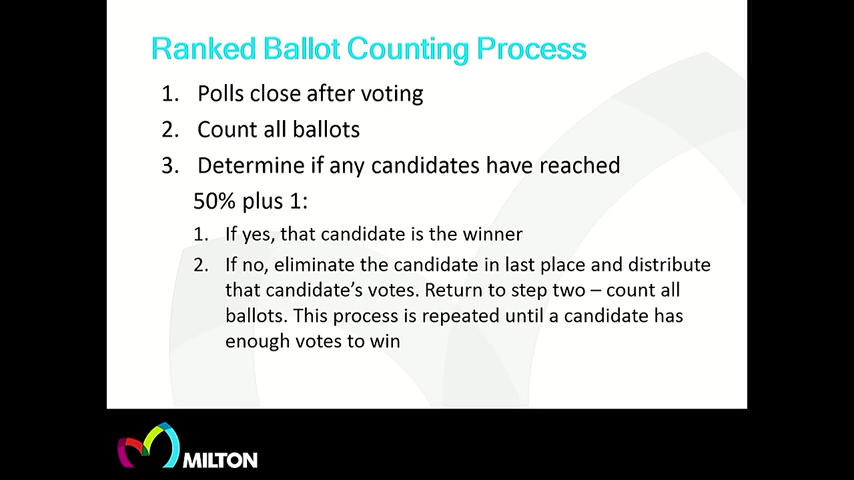 Ranked Ballot Counting Process
1. Polls close after voting
2. Count all ballots
3. Determine if any candidates have reached
50% plus 1:
1. If yes, that candidate is the winner
2. If no, eliminate the candidate in last place and distribute
that candidate's votes. Return to step two – count all
ballots. This process is repeated until a candidate has
enough votes to win
MILTON